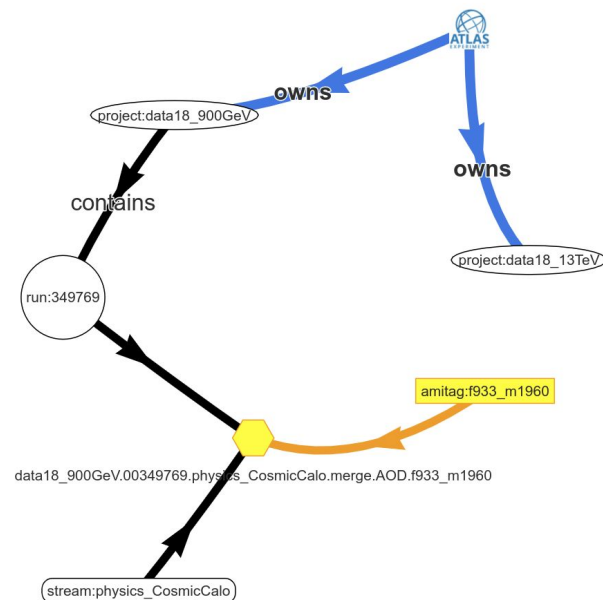 ATLAS
EXPERIMENT
owns
project:data18_900GeV
owns
contains
project:data18_13TeV
run:349769
amitag:f933_m1960
data18_900GeV.00349769.physics_CosmicCalo.merge.AOD.f933_m1960
stream:physics_CosmicCalo